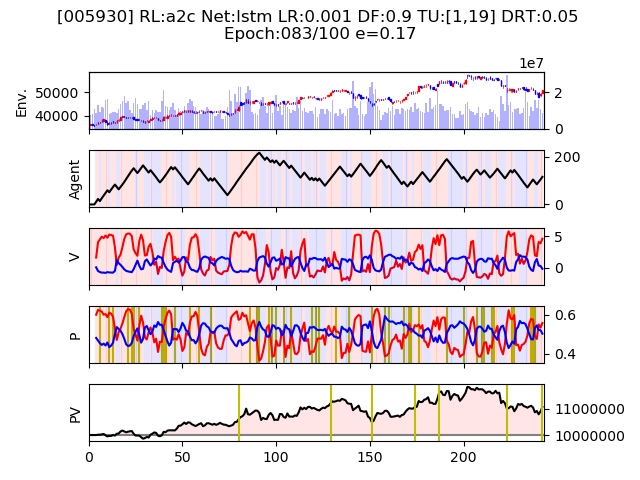 [005930] RL:a2c Net:lstm LR:0.001 DF:0.9 TU:[1,19] DRT:0.05
Epoch:083/100 e=0.17
1e7
Env.
50000
40000
2
0
Agent
200
0
V
5
0
P
0.6
0.4
PV
11000000
10000000
0 50 100 150 200